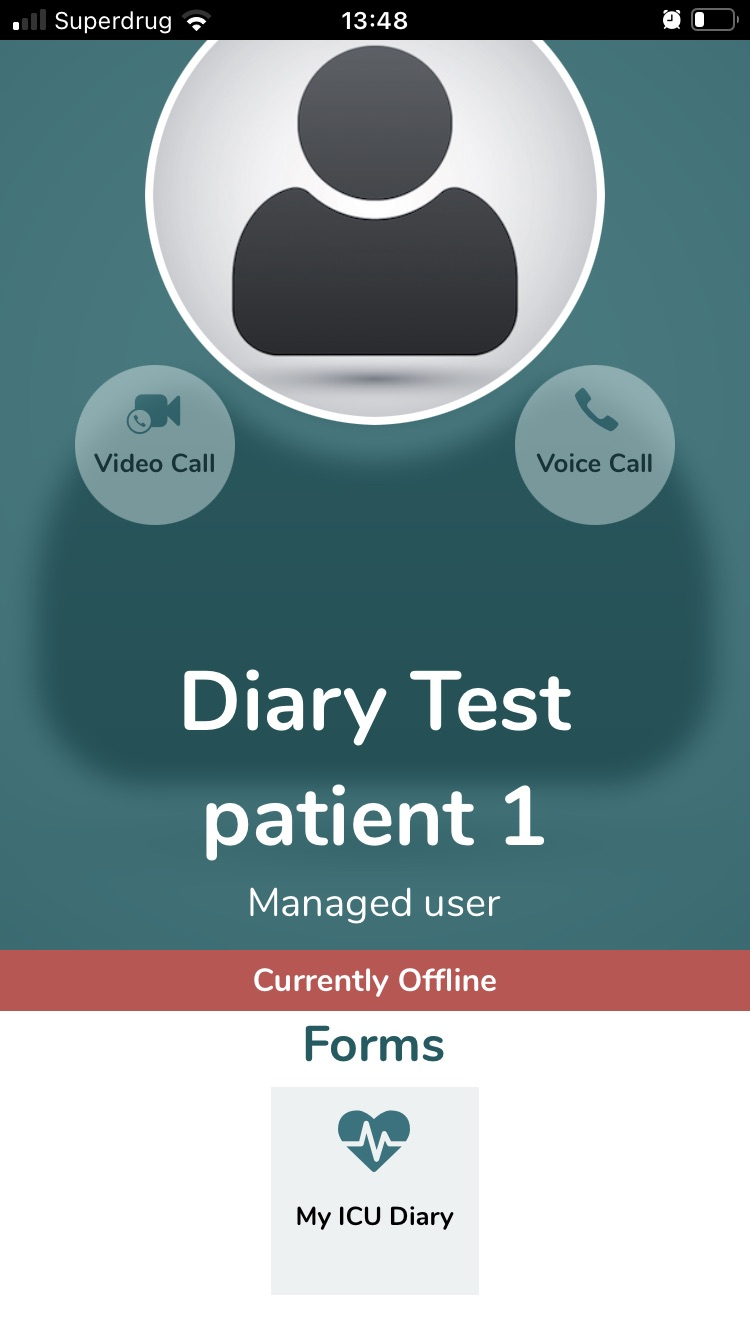 Superdrug 13:48
Video Call Voice Call
Diary Test
patient 1
Managed user
Currently Offline
Forms
My ICU Diary